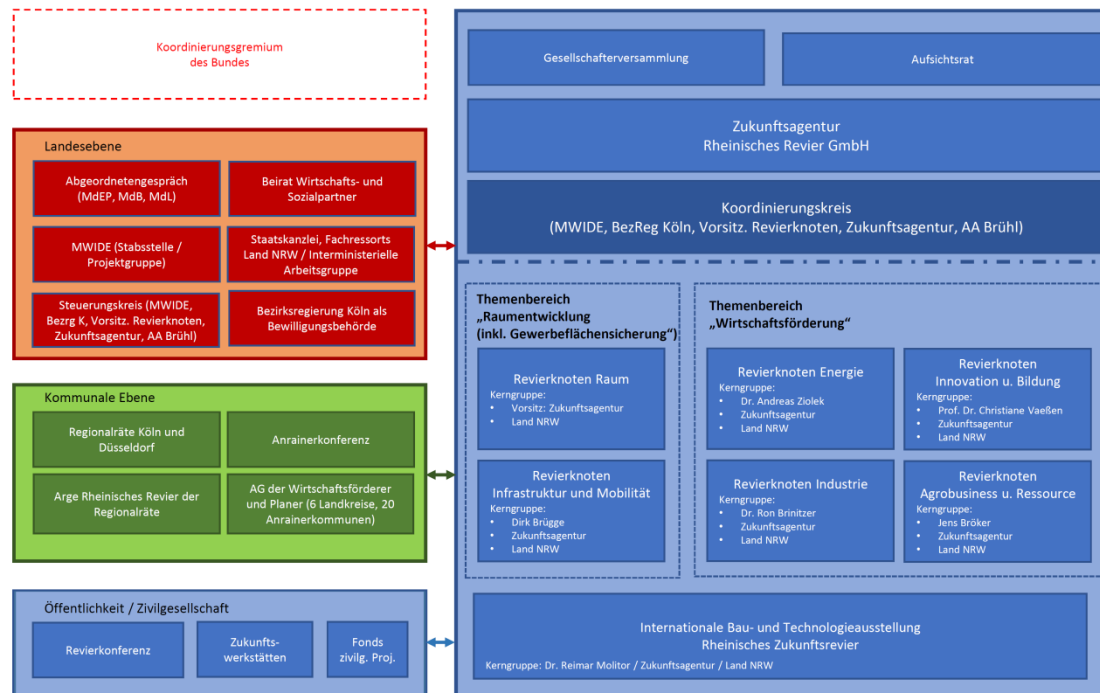 Koordinierungsgremium
des Bundes
Landesebene
Abgeordnetengespräch
(MdEP, MdB, MdL)
Beirat Wirtschafts- und
Sozialpartner
MWIDE (Stabsstelle /
Projektgruppe)
Staatskanzlei, Fachressorts
Land NRW / Interministerielle
Arbeitsgruppe
Steuerungskreis (MWIDE,
Bezrg K, Vorsitz. Revierknoten,
Zukunftsagentur, AA Brühl)
Bezirksregierung Köln als
Bewilligungsbehörde
Kommunale Ebene
Regionalräte Köln und
Düsseldorf
Anrainerkonferenz
Arge Rheinisches Revier der
Regionalräte
AG der Wirtschaftsförderer
und Planer (6 Landkreise, 20
Anrainerkommunen)
Öffentlichkeit / Zivilgesellschaft
Revierkonferenz
Zukunfts-
werkstätten
Fonds
zivilg. Proj.
Gesellschafterversammlung
Aufsichtsrat
Zukunftsagentur
Rheinisches Revier GmbH
Koordinierungskreis
(MWIDE, BezReg Köln, Vorsitz. Revierknoten, Zukunftsagentur, AA Brühl)
Themenbereich
„Raumentwicklung
(inkl. Gewerbeflächensicherung“)
Revierknoten Raum
Kerngruppe:
• Vorsitz: Zukunftsagentur
• Land NRW
Revierknoten
Infrastruktur und Mobilität
Kerngruppe:
• Dirk Brügge
• Zukunftsagentur
• Land NRW
Themenbereich
„Wirtschaftsförderung“
Revierknoten Energie
Kerngruppe:
• Dr. Andreas Ziolek
• Zukunftsagentur
• Land NRW
Revierknoten
Innovation u. Bildung
Kerngruppe:
• Prof. Dr. Christiane Vaeßen
• Zukunftsagentur
• Land NRW
Revierknoten Industrie
Kerngruppe:
• Dr. Ron Brinitzer
• Zukunftsagentur
• Land NRW
Revierknoten
Agrobusiness u. Ressource
Kerngruppe:
• Jens Bröker
• Zukunftsagentur
• Land NRW
Internationale Bau- und Technologieausstellung
Rheinisches Zukunftsrevier
Kerngruppe: Dr. Reimar Molitor / Zukunftsagentur / Land NRW